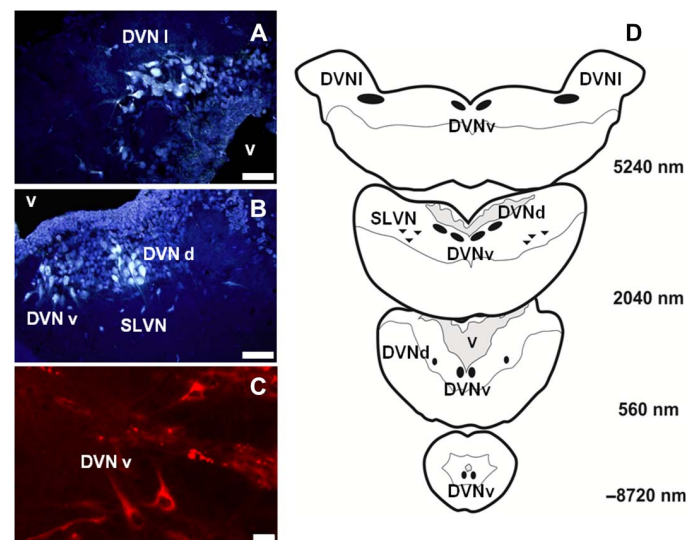 A
DVN l
v
B
v
DVN d
DVN v
SLVN
C
DVN v
D
DVNl
DVNl
DVNv
5240 nm
SLVN
DVNd
DVNv
2040 nm
V
DVNd
DVNv
560 nm
DVNv
–8720 nm